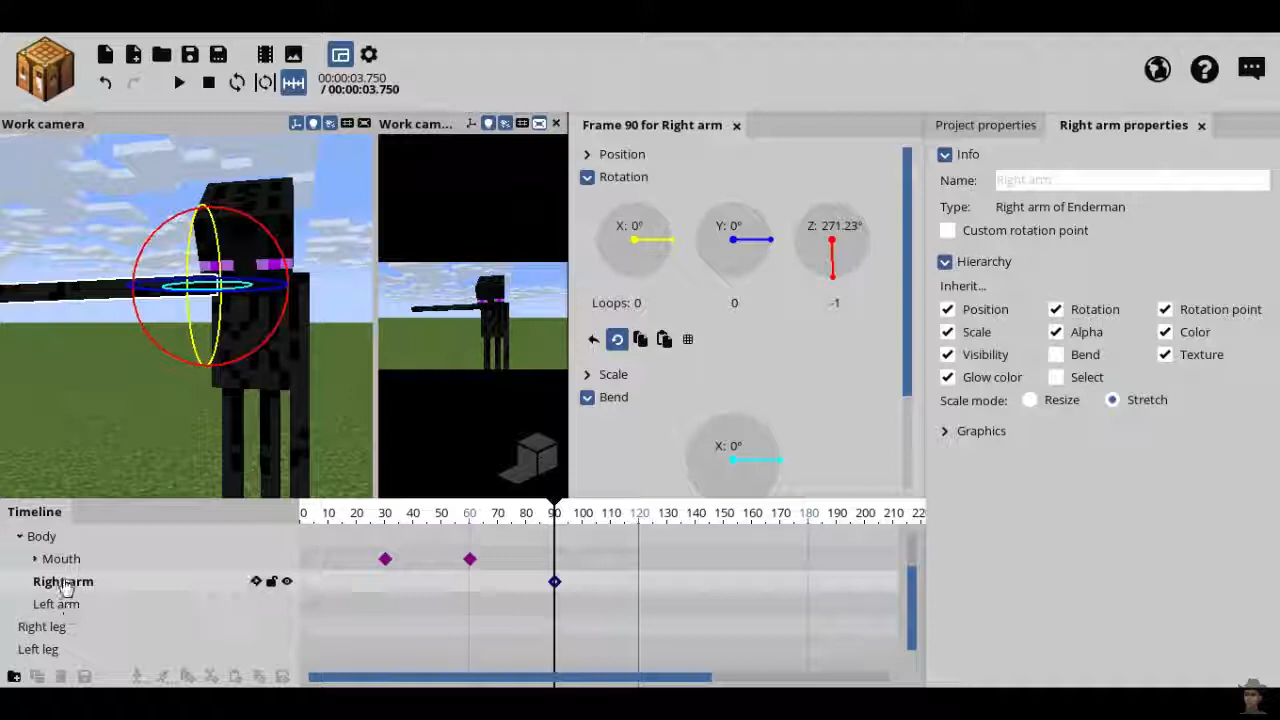 00:00:03.750
/ 00:00:03.750
Work camera
Work cam...
Frame 90 for Right arm
Project properties
Right arm properties
Position
Rotation
X: 0°
Y: 0°
Z: 271.23°
Loops: 0
0
-1
Scale
Bend
X: 0°
Info
Name:
Right arm
Type:
Right arm of Enderman
Custom rotation point
Hierarchy
Inherit...
Position
Rotation
Rotation point
Scale
Alpha
Color
Visibility
Bend
Texture
Glow color
Select
Scale mode:
Resize
Stretch
Graphics
Timeline
0 10 20 30 40 50 60 70 80 90 100 110 120 130 140 150 160 170 180 190 200 210 22
Body
Mouth
Right arm
Left arm
Right leg
Left leg